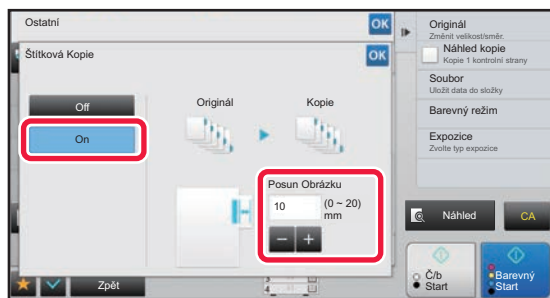 Ostatní
OK
Štítková Kopie
OK
Off
On
Originál
Kopie
Posun Obrázku
10
(0 ~ 20)
mm
Zpět
Originál
Změnit velikost/směr.
Náhled kopie
Kopie 1 kontrolní strany
Soubor
Uložit data do složky
Barevný režim
Expozice
Zvolte typ expozice
Náhled
CA
Č/b
Start
Barevný
Start